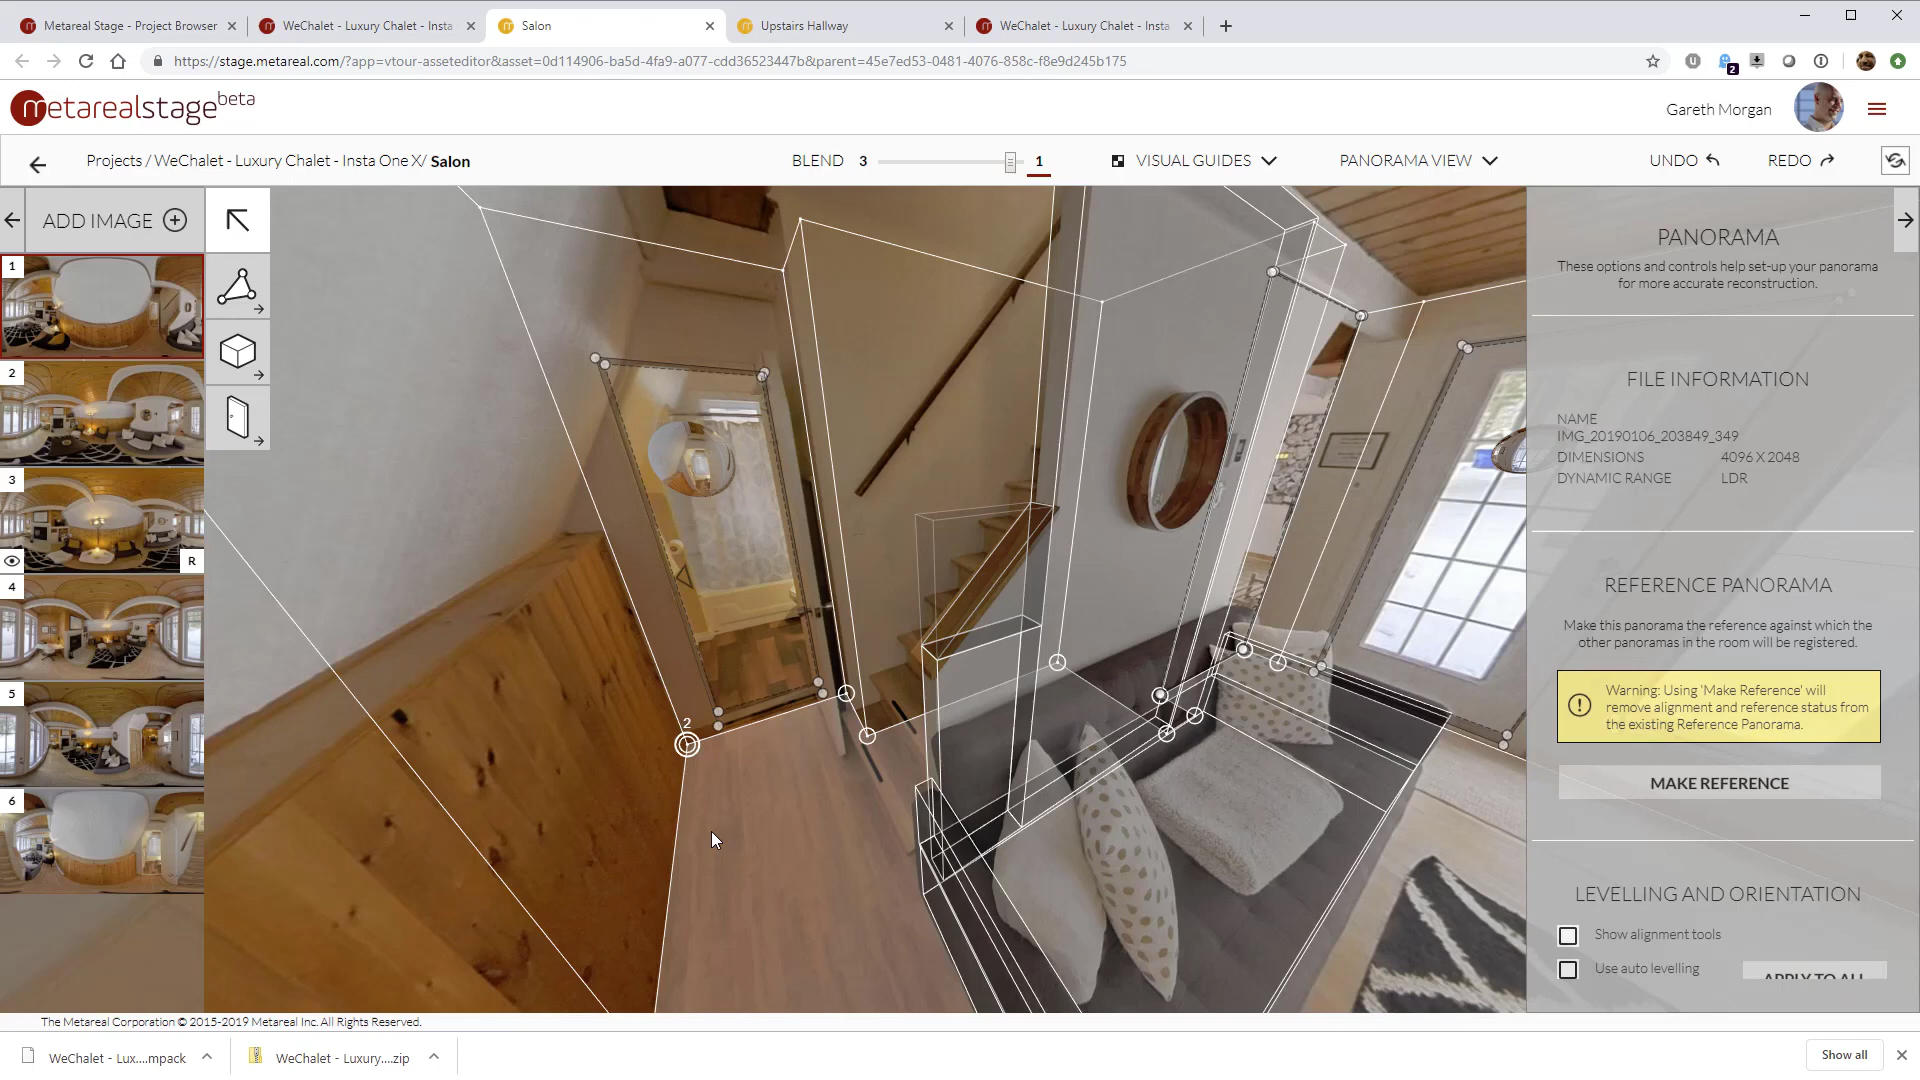 Metareal Stage - Project Browser
WeChalet - Luxury Chalet - Insta
Salon
Upstairs Hallway
WeChalet - Luxury Chalet - Insta
https://stage.metareal.com/?app=vtour-asseteditor&asset=0d114906-ba5d-4fa9-a077-cdd36523447b&parent=45e7ed53-0481-4076-858c-f8e9d245b175
2
metarealstage beta
Gareth Morgan
Projects / WeChalet - Luxury Chalet - Insta One X/ Salon
BLEND 3 1
VISUAL GUIDES
PANORAMA VIEW
UNDO
REDO
ADD IMAGE
1
2
3
R
4
5
6
2
PANORAMA
These options and controls help set-up your panorama
for more accurate reconstruction.
FILE INFORMATION
NAME
IMG_20190106_203849_349
DIMENSIONS 4096 X 2048
DYNAMIC RANGE LDR
REFERENCE PANORAMA
Make this panorama the reference against which the
other panoramas in the room will be registered.
Warning: Using 'Make Reference' will
remove alignment and reference status from
the existing Reference Panorama.
MAKE REFERENCE
LEVELLING AND ORIENTATION
Show alignment tools
Use auto levelling
APPLY TO ALL
The Metareal Corporation © 2015-2019 Metareal Inc. All Rights Reserved.
WeChalet - Lux....mpack
WeChalet - Luxury....zip
Show all